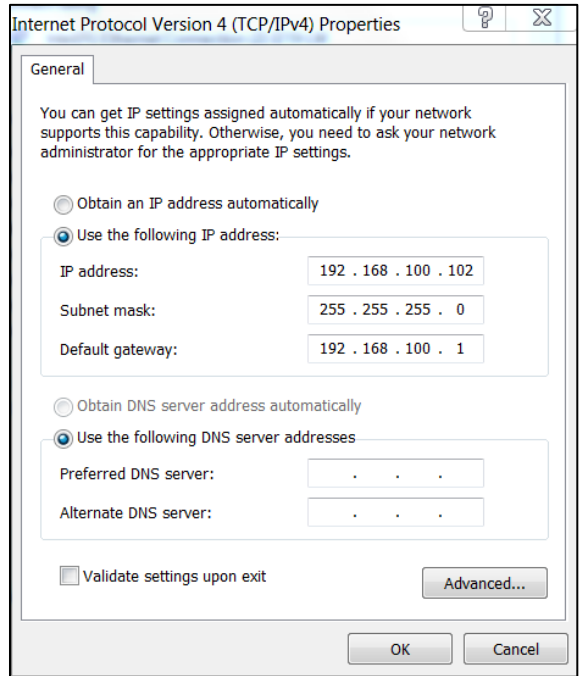 Internet Protocol Version 4 (TCP/IPv4) Properties
General
You can get IP settings assigned automatically if your network
supports this capability. Otherwise, you need to ask your network
administrator for the appropriate IP settings.
Obtain an IP address automatically
Use the following IP address:
IP address: 192 . 168 . 100 . 102
Subnet mask: 255 . 255 . 255 . 0
Default gateway: 192 . 168 . 100 . 1
Obtain DNS server address automatically
Use the following DNS server addresses
Preferred DNS server: . . .
Alternate DNS server: . . .
Validate settings upon exit
Advanced...
OK Cancel